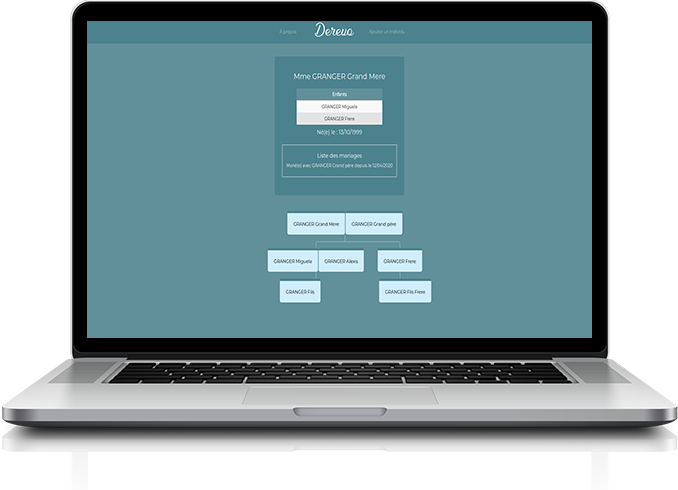 À propos
Derevo
Ajouter un individu
Mme GRANGER Grand Mere
Enfants
GRANGER Miguela
GRANGER Frere
Né(e) le : 13/10/1999
Liste des mariages
Marié(e) avec GRANGER Grand père depuis le 12/04/2020
GRANGER Grand Mere
GRANGER Grand père
GRANGER Miguela
GRANGER Alexis
GRANGER Frere
GRANGER Fils
GRANGER Fils Frere